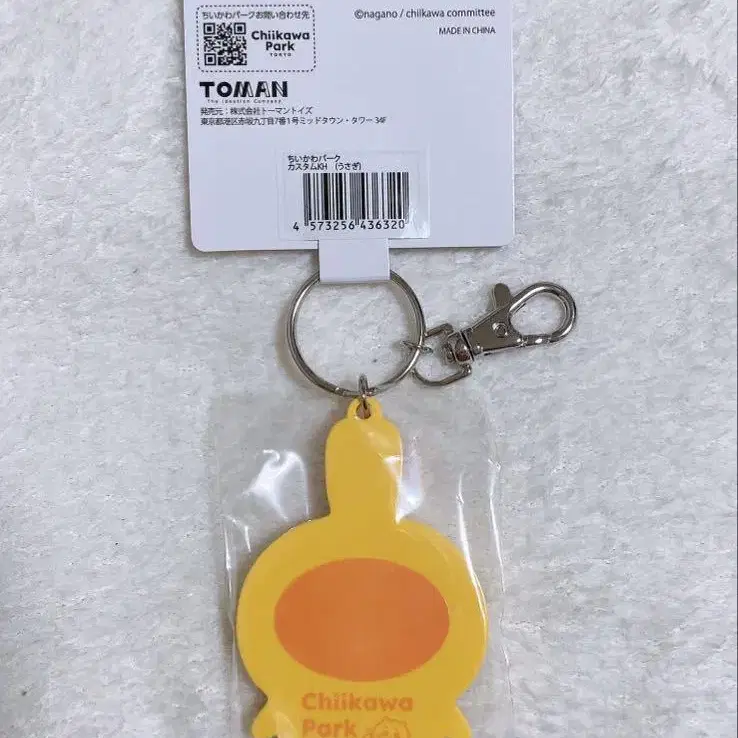 ちいかわパークお問い合わせ先
Chiikawa
Park
TOKYO
©nagano / chiikawa committee
MADE IN CHINA
TOMAN
The Ideation Company
発売元：株式会社トーマントイズ
東京都港区赤坂九丁目7番1号ミッドタウン・タワー 34F
ちいかわパーク
カスタムKH (うさぎ)
4 573256 436320
Chiikawa
Park